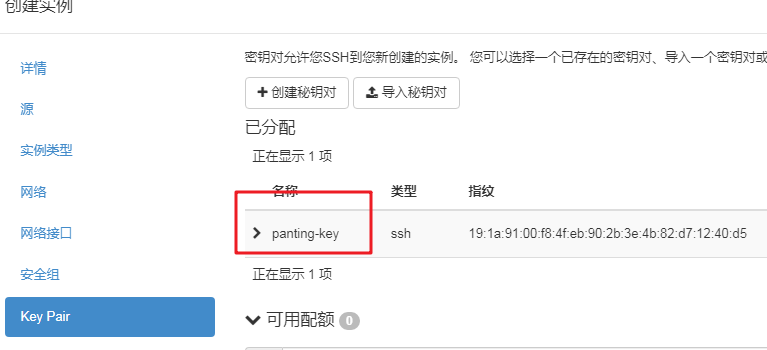 创建实例
详情
源
实例类型
网络
网络接口
安全组
Key Pair
密钥对允许您SSH到您新创建的实例。 您可以选择一个已存在的密钥对、导入一个密钥对或
创建秘钥对 导入秘钥对
已分配
正在显示 1 项
名称 类型 指纹
panting-key ssh 19:1a:91:00:f8:4f:eb:90:2b:3e:4b:82:d7:12:40:d5
正在显示 1 项
可用配额 0